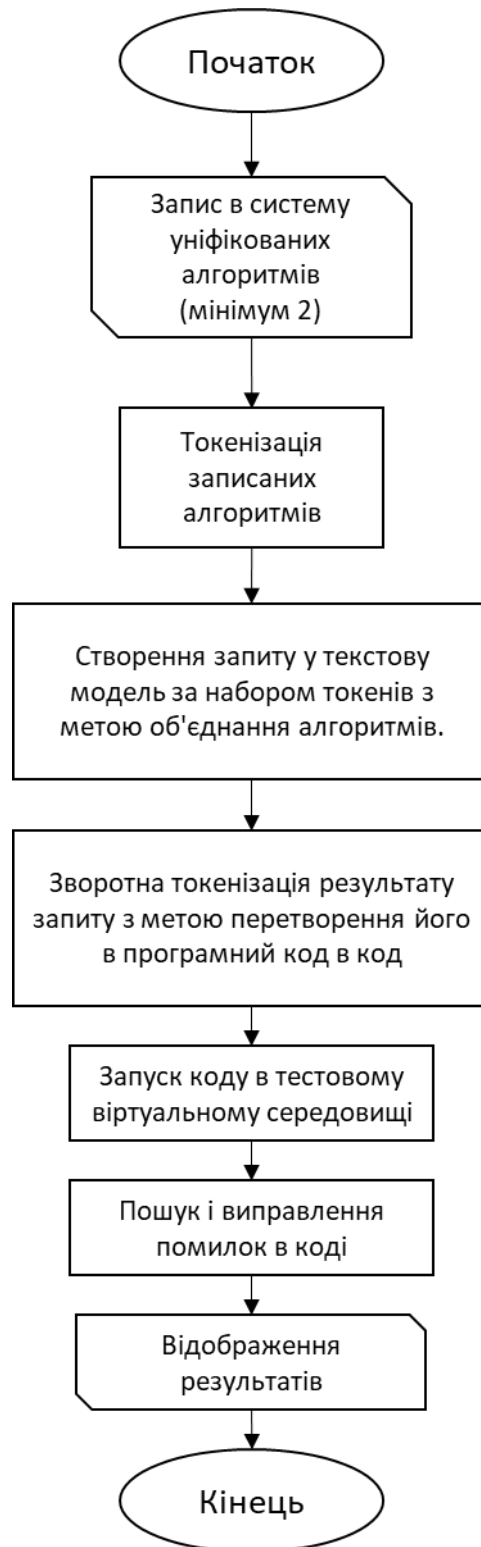 Початок
Запис в систему
уніфікованих
алгоритмів
(мінімум 2)
Токенізація
записаних
алгоритмів
Створення запиту у текстову
модель за набором токенів з
метою об'єднання алгоритмів.
Зворотна токенізація результату
запиту з метою перетворення його
в програмний код в код
Запуск коду в тестовому
віртуальному середовищі
Пошук і виправлення
помилок в коді
Відображення
результатів
Кінець